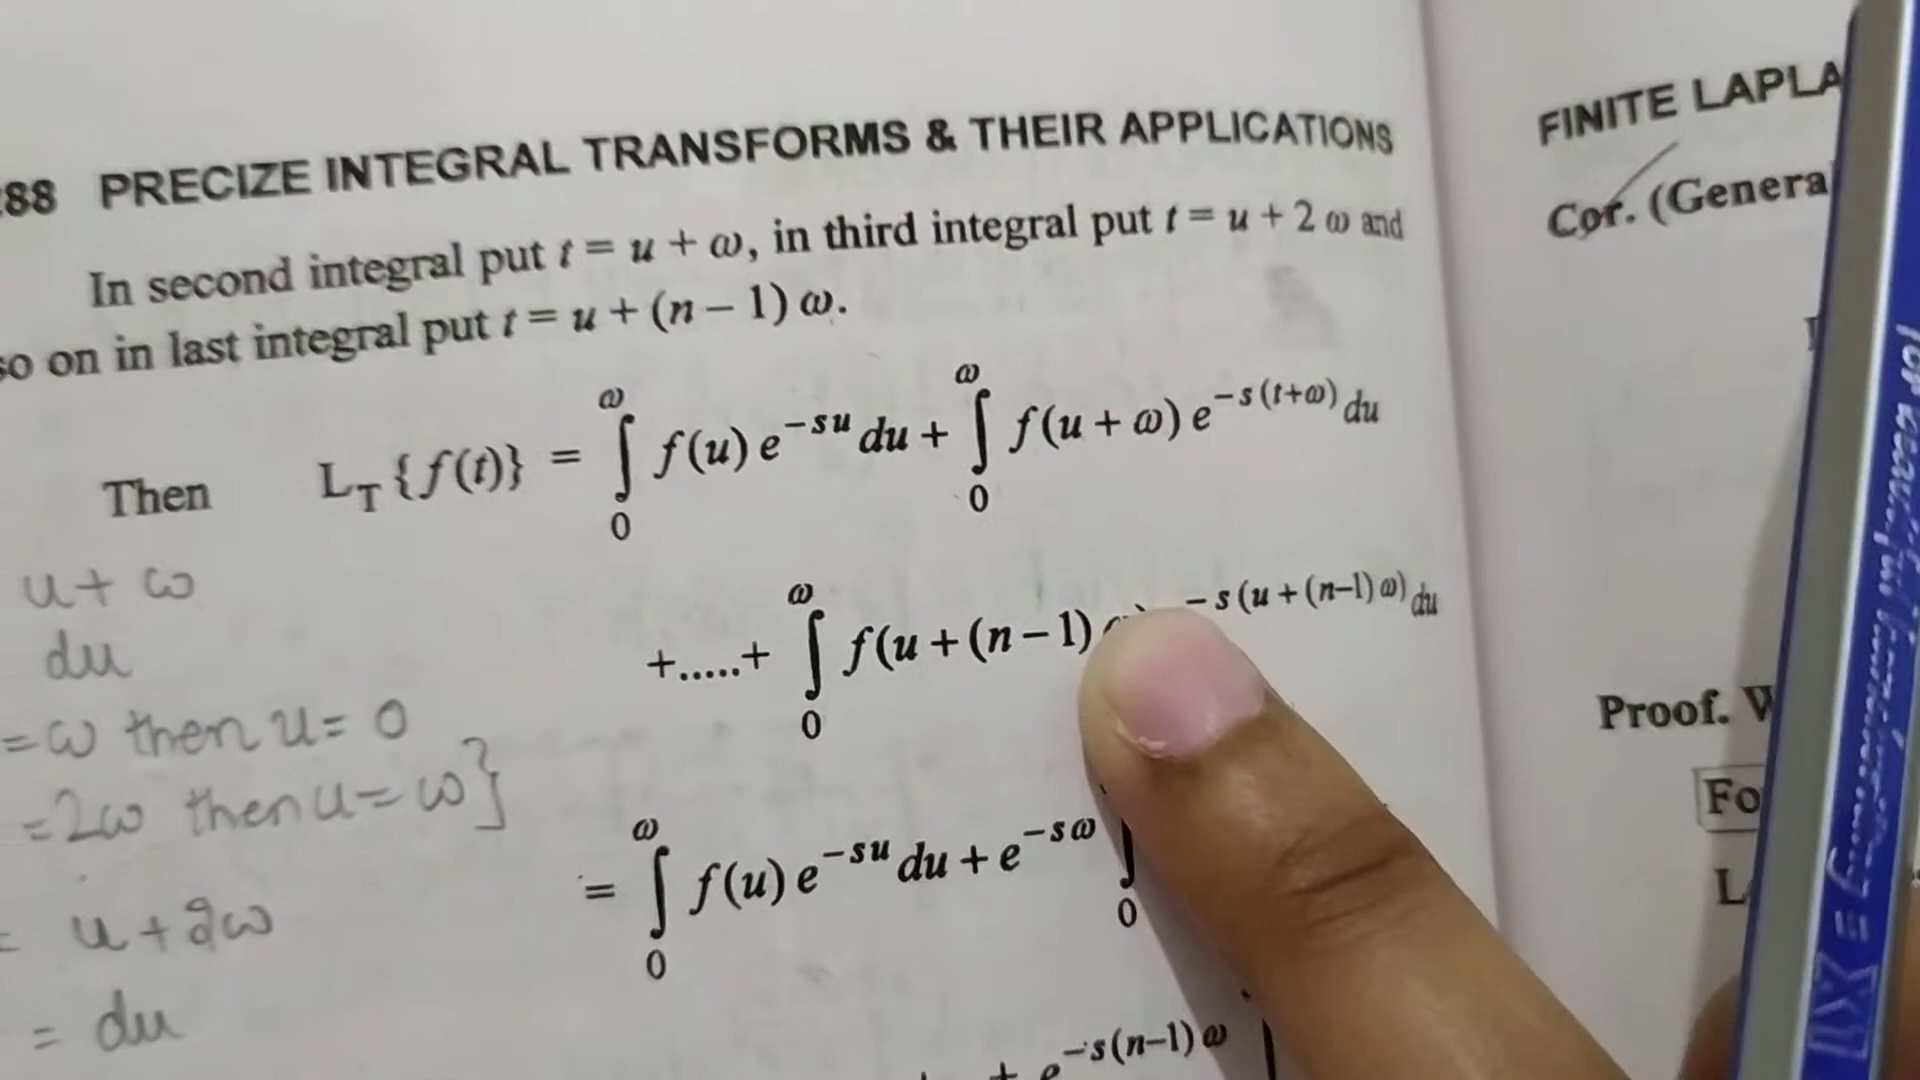 288 PRECIZE INTEGRAL TRANSFORMS & THEIR APPLICATIONS
In second integral put t = u + ω, in third integral put t = u + 2 ω and
so on in last integral put t = u + (n – 1) ω.
Then L_T {f(t)} = ∫_0^ω f(u) e^{–su} du + ∫_0^ω f(u + ω) e^{–s(t+ω)} du
+.....+ ∫_0^ω f(u + (n – 1) e^{–s(u + (n–1) ω)} du
= ∫_0^ω f(u) e^{–su} du + e^{–sω} ∫_0
+ e^{–s(n–1) ω}
u + ω
du
= ω then u = 0
= 2ω then u = ω}
= u + 2ω
= du
FINITE LAPLA
Cor. (General
Proof. W
Fo
L